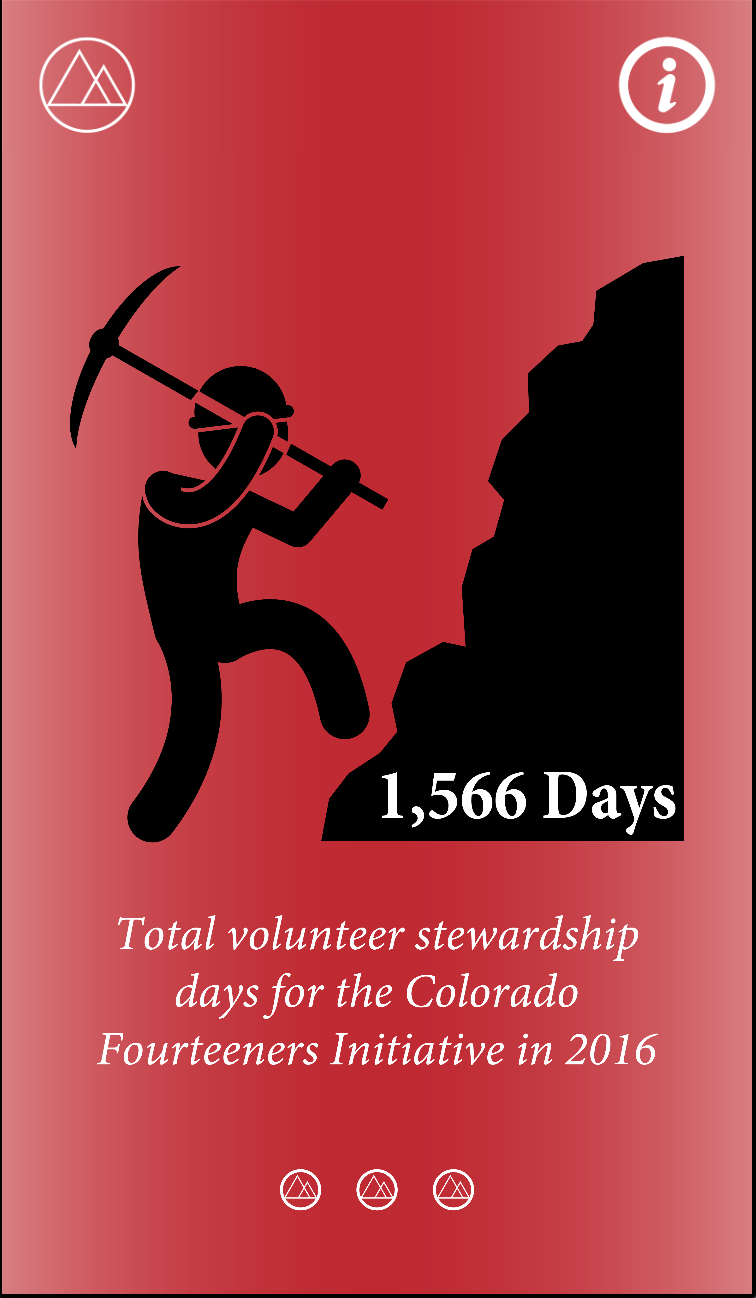 i
1,566 Days
Total volunteer stewardship
days for the Colorado
Fourteeners Initiative in 2016